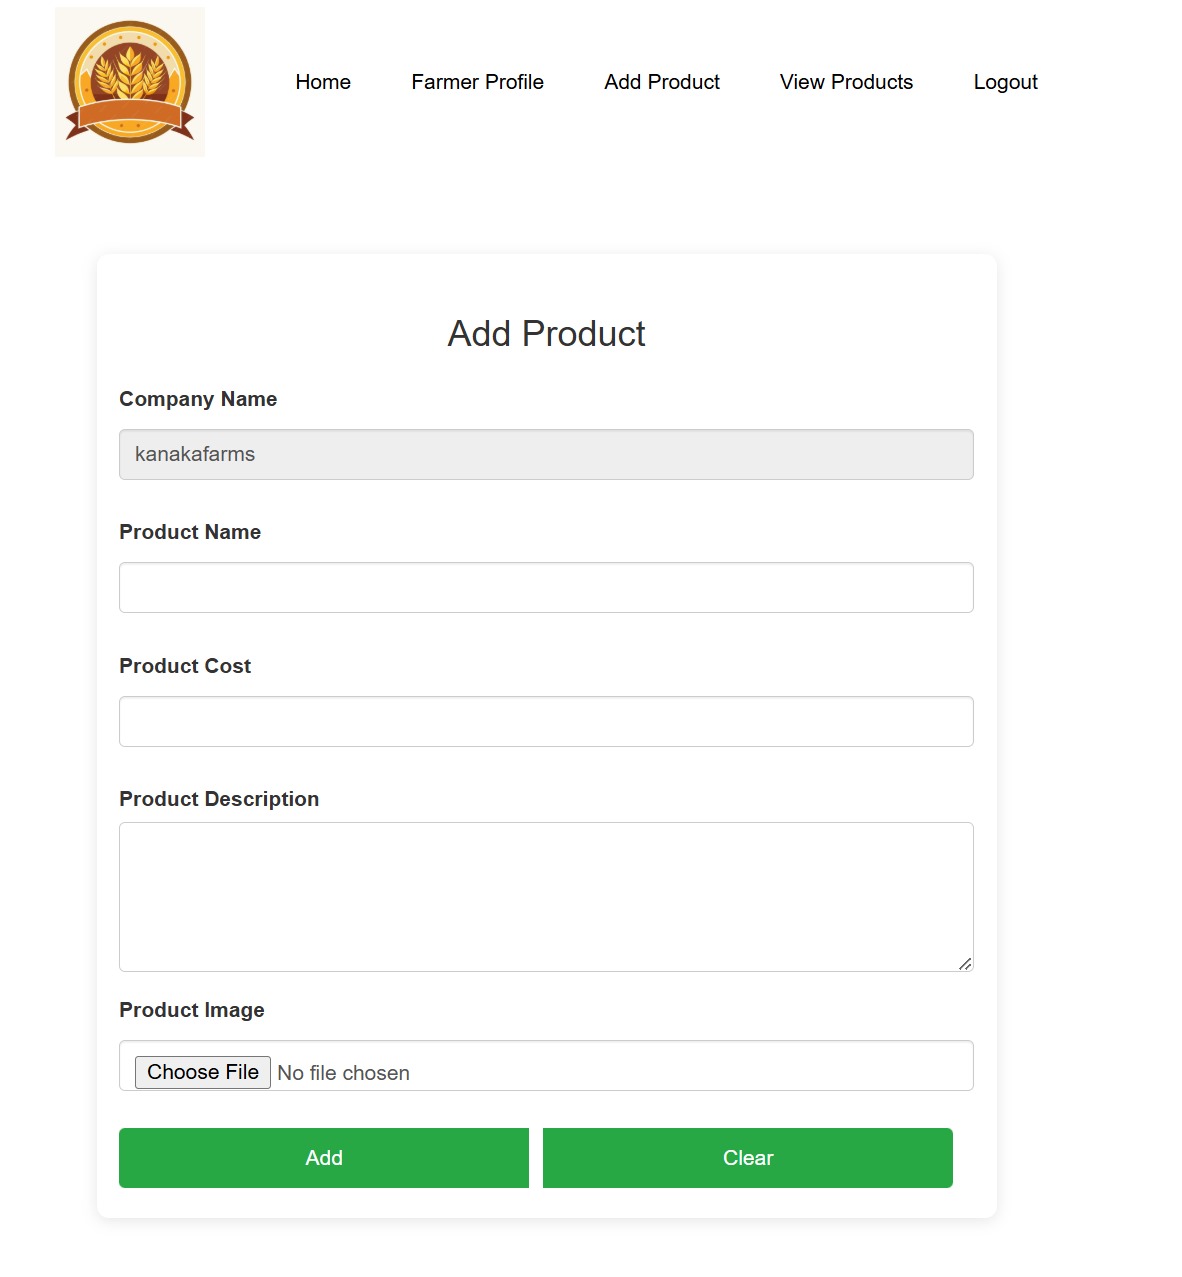 Home Farmer Profile Add Product View Products Logout
Add Product
Company Name
kanakafarms
Product Name
Product Cost
Product Description
Product Image
Choose File No file chosen
Add Clear